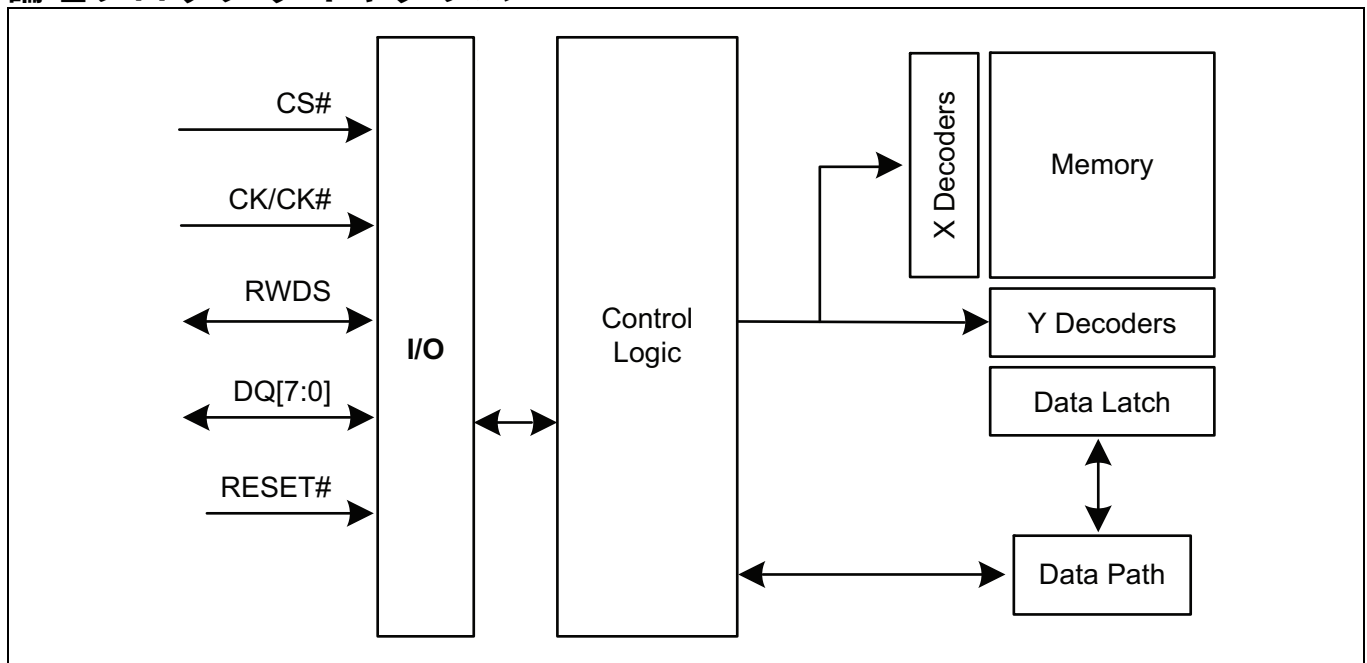 CS#
CK/CK#
RWDS
DQ[7:0]
RESET#
I/O
Control
Logic
X Decoders
Memory
Y Decoders
Data Latch
Data Path